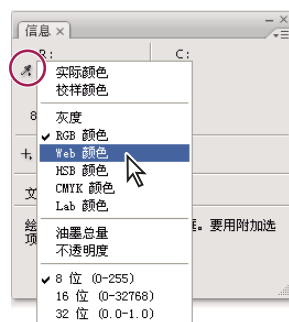 信息 ×
R: C:
实际颜色
校样颜色
8
灰度
✓ RGB 颜色
Web 颜色
HSB 颜色
CMYK 颜色
Lab 颜色
文
油墨总量
不透明度
绘 框。要用附加选
项
✓ 8 位 (0-255)
16 位 (0-32768)
32 位 (0.0-1.0)